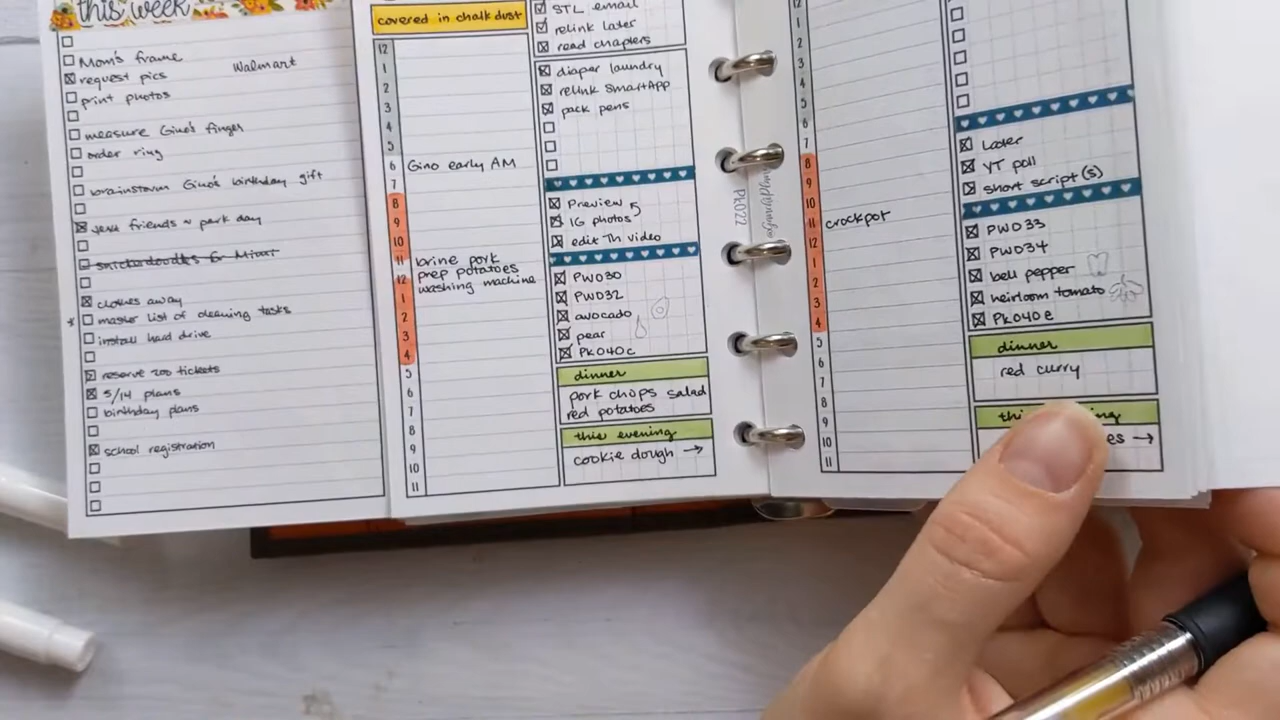 this week
Mom's frame
request pics Walmart
print photos
measure Gino's finger
order ring
brainstorm Gino's birthday gift
friends ~ park day
snickerdoodles
clothes away
* master list of cleaning tasks
install hard drive
reserve zoo tickets
5/14 plans
birthday plans
school registration
covered in chalk dust
12
1
2
3
4
5
6 Gino early AM
7
8
9
10
11 brine pork
prep potatoes
12 washing machine
1
2
3
4
5
6
7
8
9
10
11
STL email
relink later
read chapters
diaper laundry
relink SmartApp
pack pens
Preview
IG photos
edit Th video
PW030
PW032
avocado
pear
PK040c
dinner
pork chops salad
red potatoes
this evening
cookie dough →
PK022
12
1
2
3
4
5
6
7
8
9
10
11 crockpot
12
1
2
3
4
5
6
7
8
9
10
11
Later
YT poll
short script(s)
PW033
PW034
bell pepper
heirloom tomato
PK040e
dinner
red curry
es →